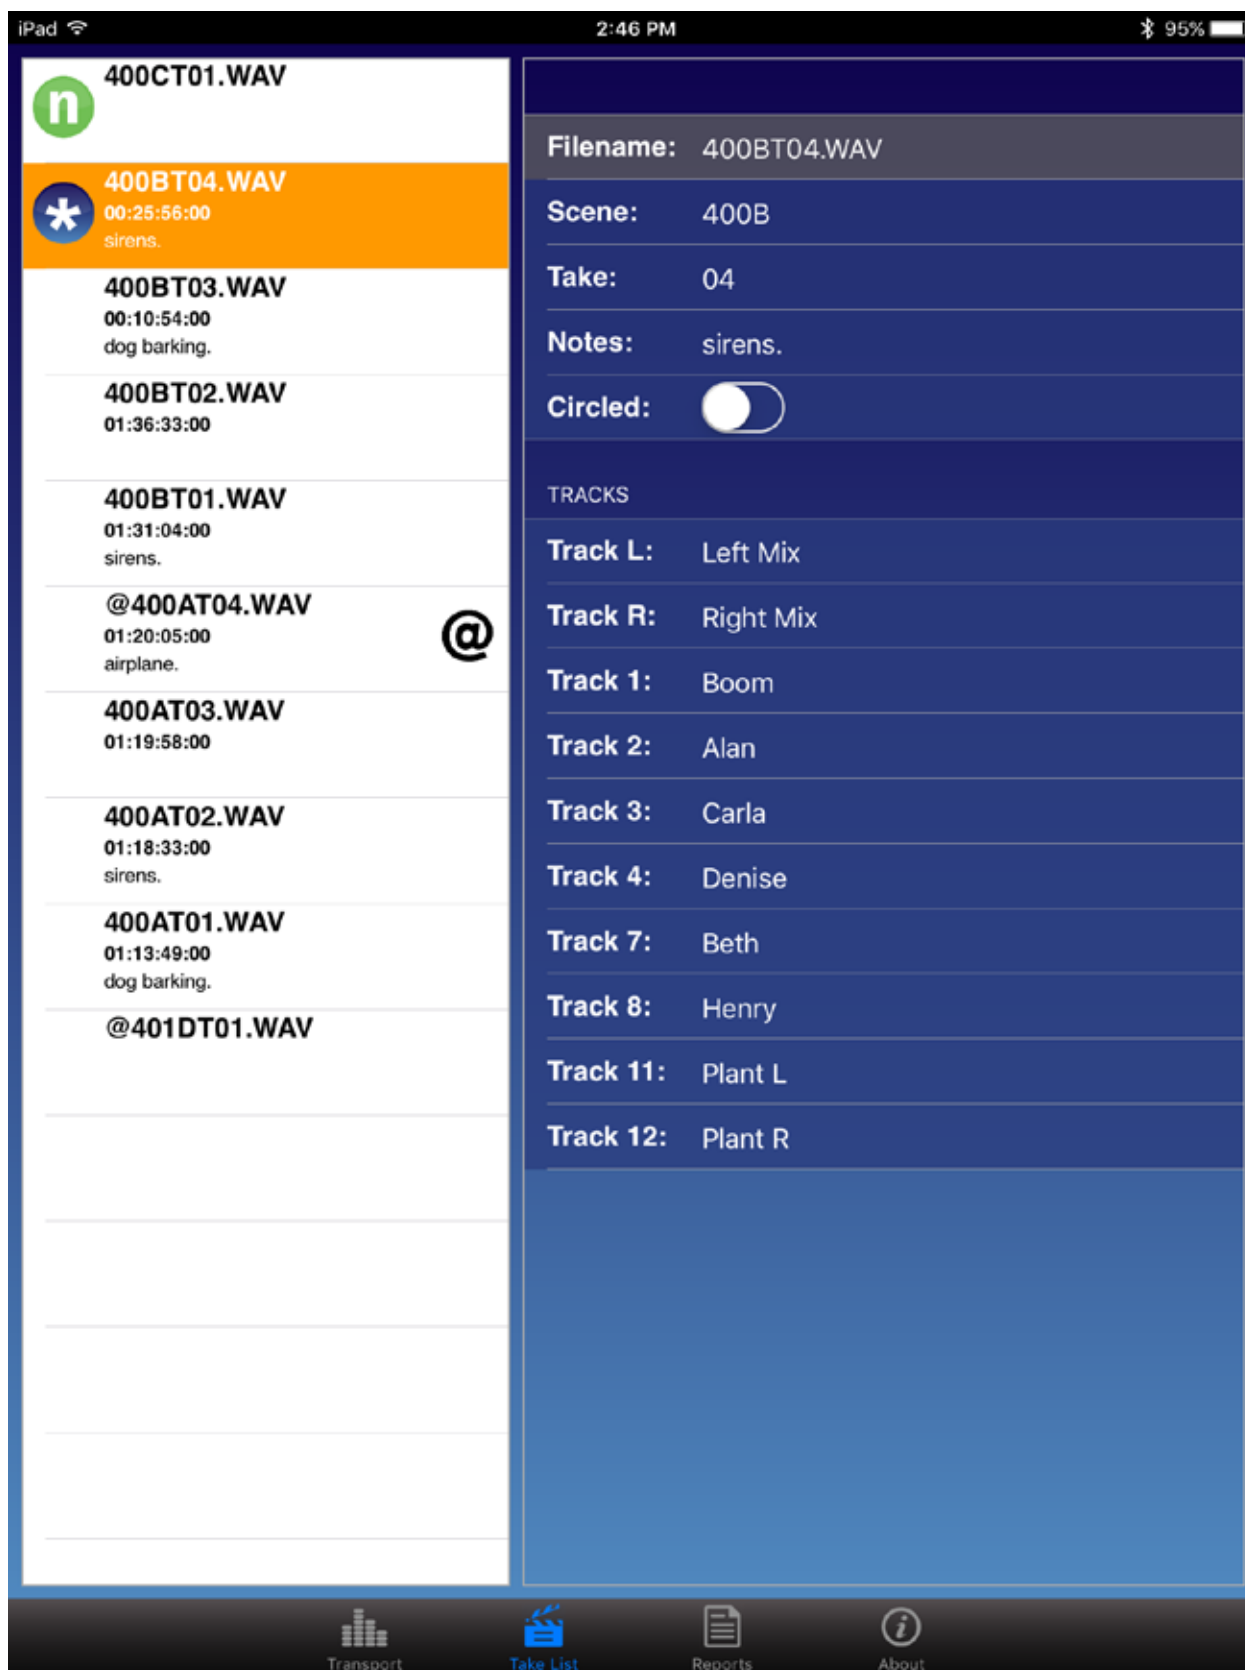 iPad 2:46 PM 95%
n
400CT01.WAV
*
400BT04.WAV
00:25:56:00
sirens.
400BT03.WAV
00:10:54:00
dog barking.
400BT02.WAV
01:36:33:00
400BT01.WAV
01:31:04:00
sirens.
@400AT04.WAV
01:20:05:00
airplane.
@
400AT03.WAV
01:19:58:00
400AT02.WAV
01:18:33:00
sirens.
400AT01.WAV
01:13:49:00
dog barking.
@401DT01.WAV
Filename: 400BT04.WAV
Scene: 400B
Take: 04
Notes: sirens.
Circled:
TRACKS
Track L: Left Mix
Track R: Right Mix
Track 1: Boom
Track 2: Alan
Track 3: Carla
Track 4: Denise
Track 7: Beth
Track 8: Henry
Track 11: Plant L
Track 12: Plant R
Transport Take List Reports About